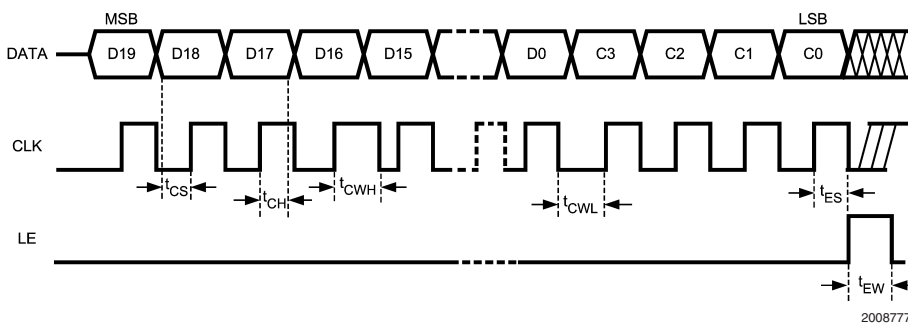 MSB LSB
DATA D19 D18 D17 D16 D15 D0 C3 C2 C1 C0
CLK
tCS tCH tCWH tCWL tES
LE
tEW
2008777